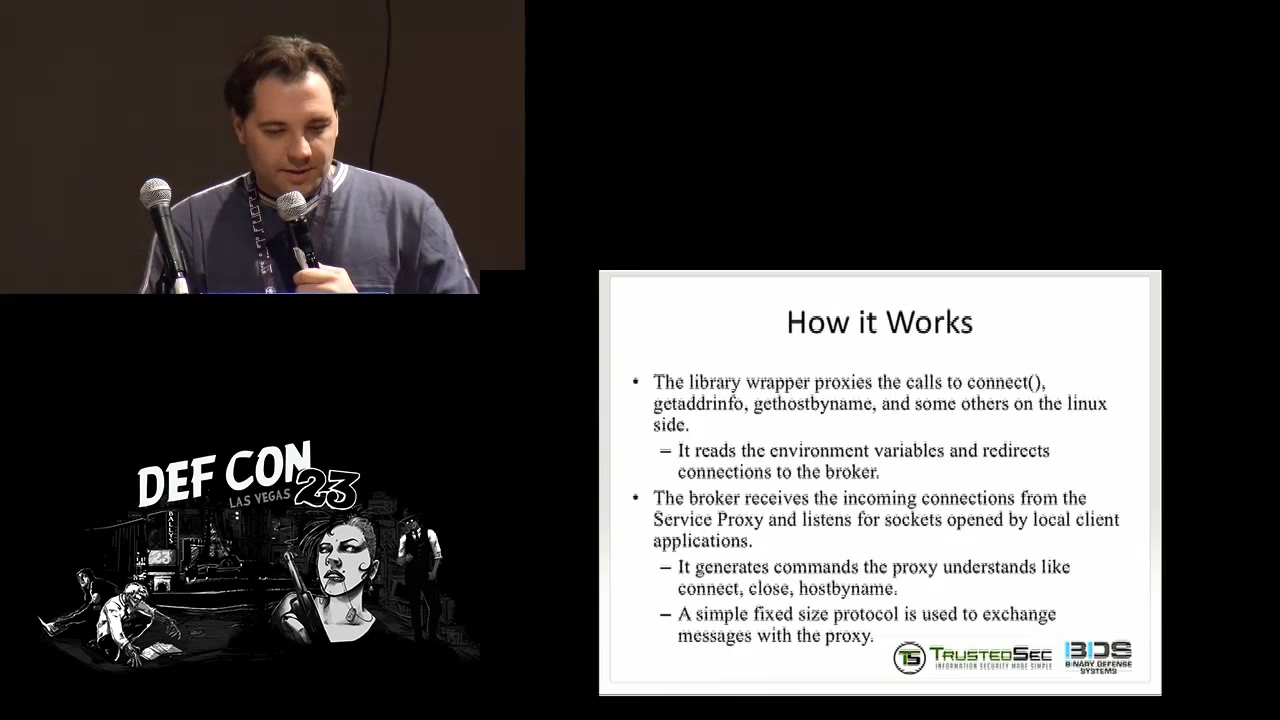 How it Works
• The library wrapper proxies the calls to connect(),
getaddrinfo, gethostbyname, and some others on the linux
side.
– It reads the environment variables and redirects
connections to the broker.
• The broker receives the incoming connections from the
Service Proxy and listens for sockets opened by local client
applications.
– It generates commands the proxy understands like
connect, close, hostbyname.
– A simple fixed size protocol is used to exchange
messages with the proxy.
TS TRUSTEDSEC
INFORMATION SECURITY MADE SIMPLE
BDS
BINARY DEFENSE
SYSTEMS
DEF CON
LAS VEGAS 23
BALLYS
23